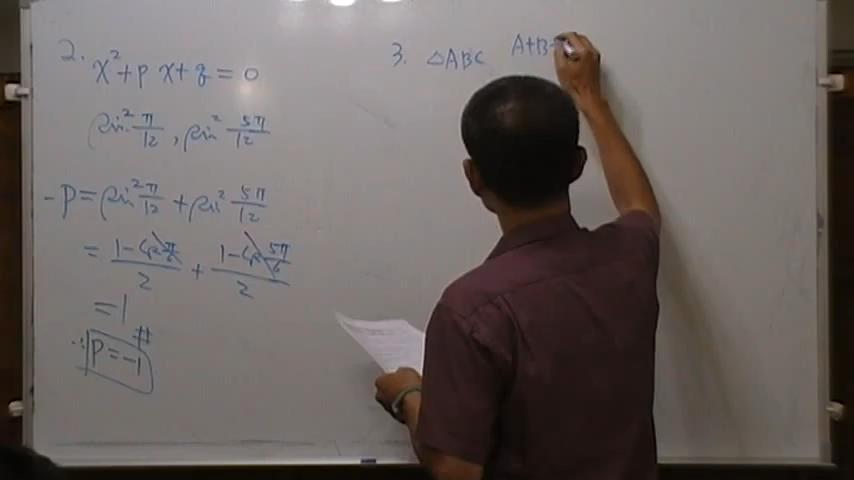 2. x² + p x + q = 0
sin² π/12 , sin² 5π/12
-P = sin² π/12 + sin² 5π/12
= (1 - cos π/6)/2 + (1 - cos 5π/6)/2
= 1
∴ P = -1 #
3. △ABC A+B